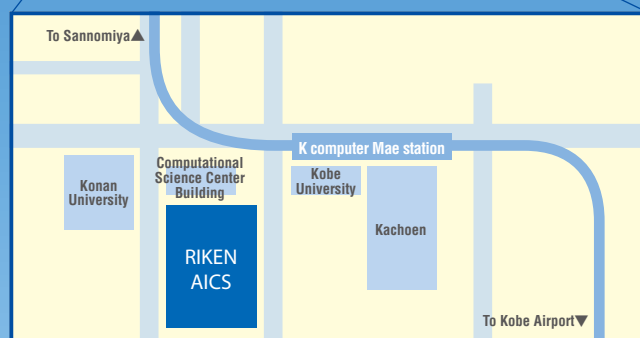 To Sannomiya▲
K computer Mae station
Computational
Science Center
Building
Konan
University
Kobe
University
Kachoen
RIKEN
AICS
To Kobe Airport▼